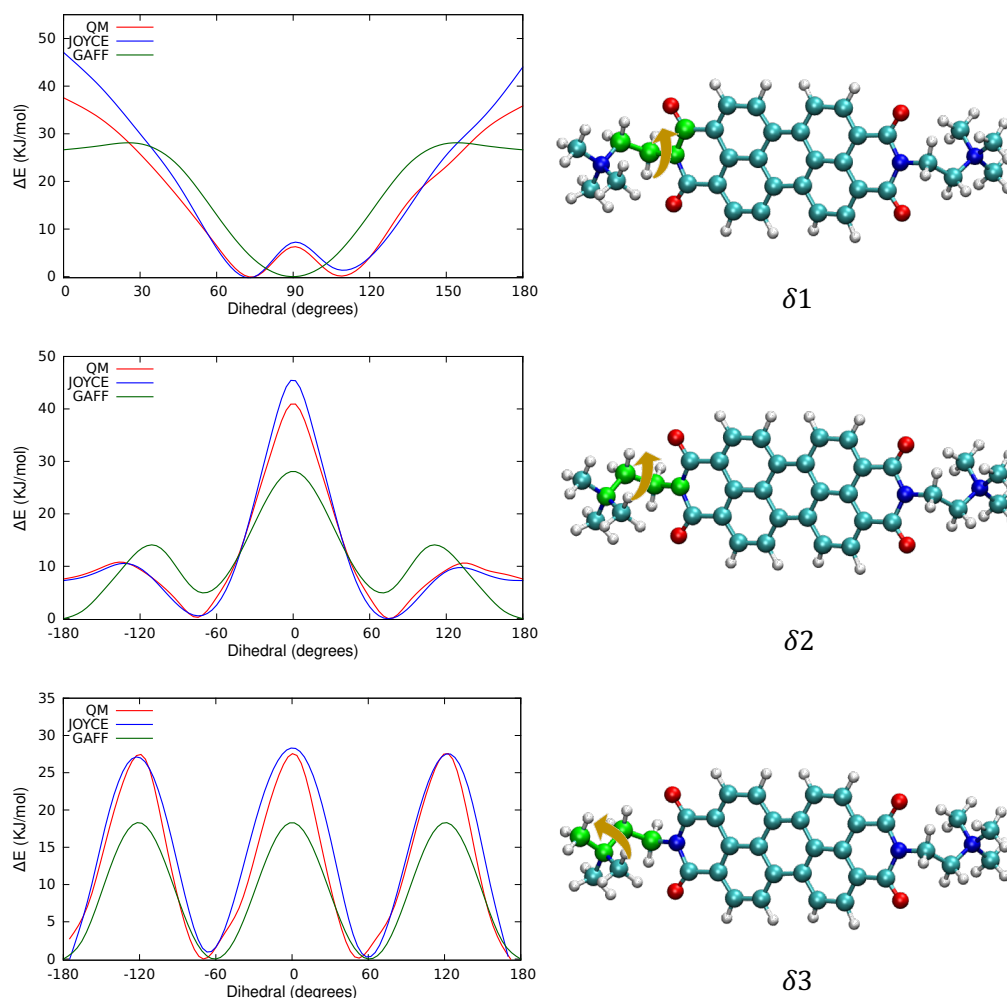 QM
JOYCE
GAFF
ΔE (KJ/mol)
50
40
30
20
10
0
0 30 60 90 120 150 180
Dihedral (degrees)
δ1
QM
JOYCE
GAFF
ΔE (KJ/mol)
50
40
30
20
10
0
-180 -120 -60 0 60 120 180
Dihedral (degrees)
δ2
QM
JOYCE
GAFF
ΔE (KJ/mol)
35
30
25
20
15
10
5
0
-180 -120 -60 0 60 120 180
Dihedral (degrees)
δ3